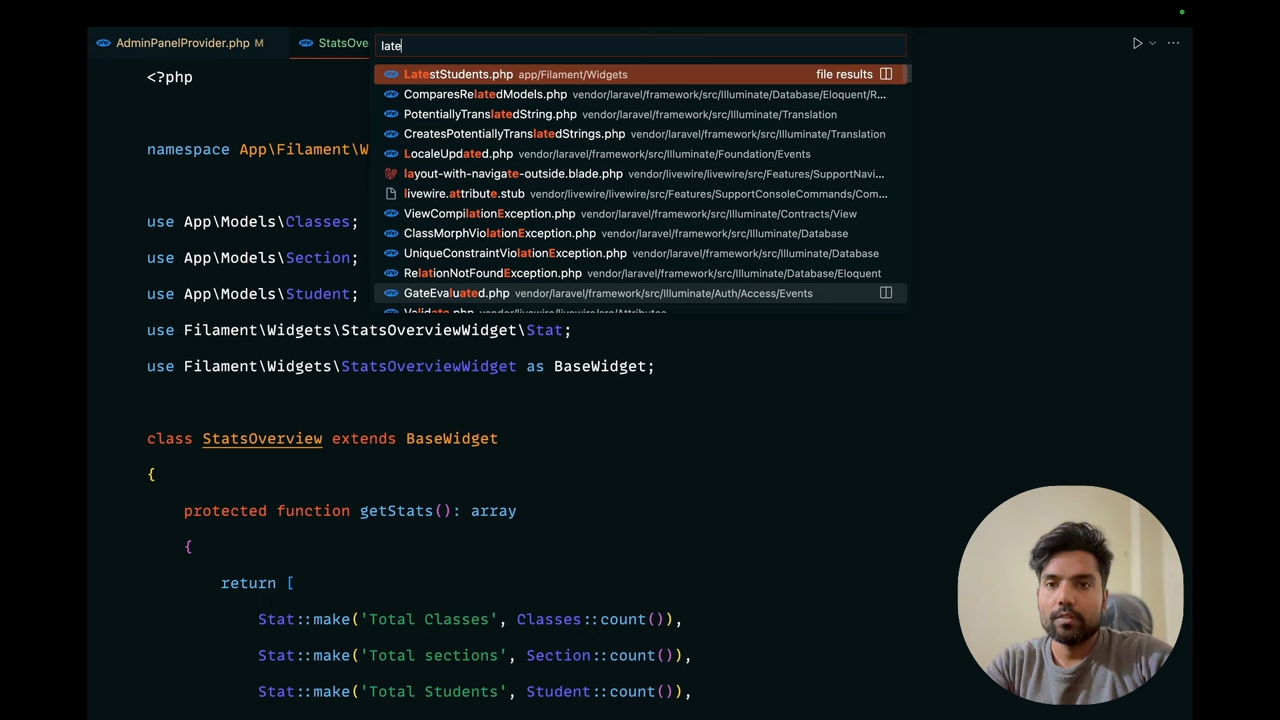 AdminPanelProvider.php M
StatsOve
late
<?php
LatestStudents.php app/Filament/Widgets file results
ComparesRelatedModels.php vendor/laravel/framework/src/Illuminate/Database/Eloquent/R...
PotentiallyTranslatedString.php vendor/laravel/framework/src/Illuminate/Translation
CreatesPotentiallyTranslatedStrings.php vendor/laravel/framework/src/Illuminate/Translation
LocaleUpdated.php vendor/laravel/framework/src/Illuminate/Foundation/Events
layout-with-navigate-outside.blade.php vendor/livewire/livewire/src/Features/SupportNavi...
livewire.attribute.stub vendor/livewire/livewire/src/Features/SupportConsoleCommands/Com...
ViewCompilationException.php vendor/laravel/framework/src/Illuminate/Contracts/View
ClassMorphViolationException.php vendor/laravel/framework/src/Illuminate/Database
UniqueConstraintViolationException.php vendor/laravel/framework/src/Illuminate/Database
RelationNotFoundException.php vendor/laravel/framework/src/Illuminate/Database/Eloquent
GateEvaluated.php vendor/laravel/framework/src/Illuminate/Auth/Access/Events
Validate.php vendor/livewire/livewire/src/Attributes
namespace App\Filament\W
use App\Models\Classes;
use App\Models\Section;
use App\Models\Student;
use Filament\Widgets\StatsOverviewWidget\Stat;
use Filament\Widgets\StatsOverviewWidget as BaseWidget;
class StatsOverview extends BaseWidget
{
protected function getStats(): array
{
return [
Stat::make('Total Classes', Classes::count()),
Stat::make('Total sections', Section::count()),
Stat::make('Total Students', Student::count()),